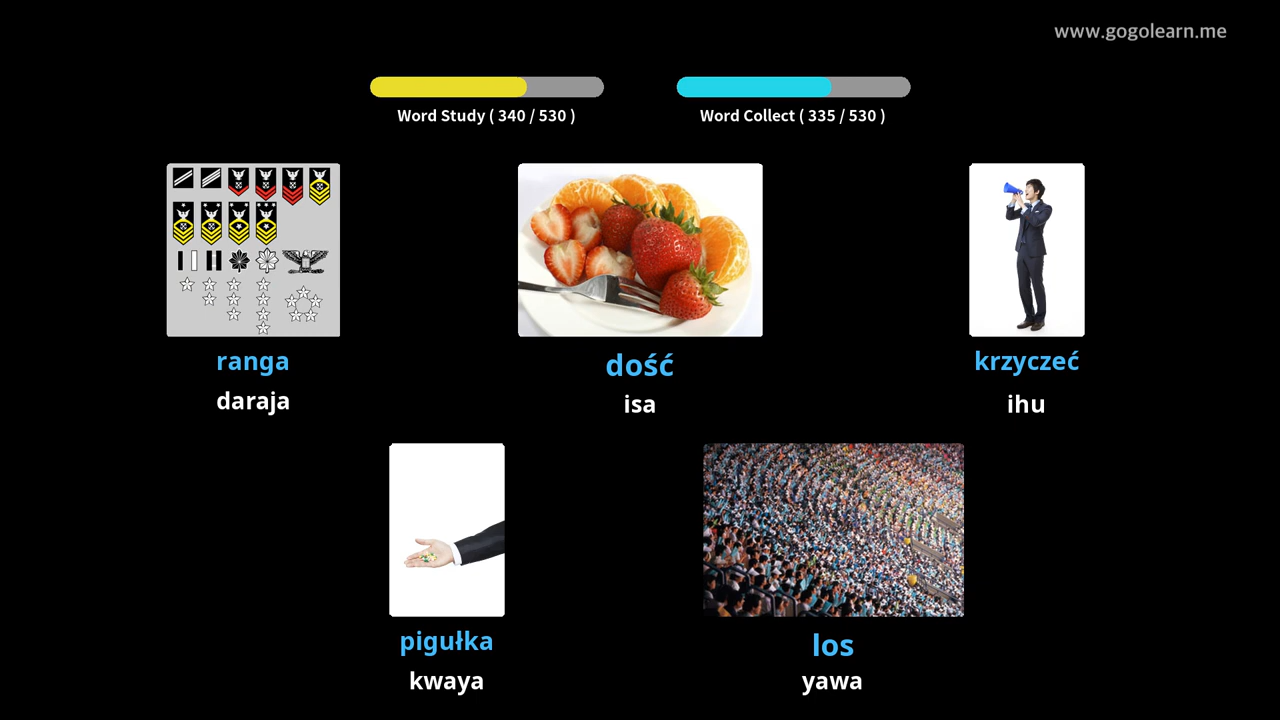 www.gogolearn.me
Word Study ( 340 / 530 )
Word Collect ( 335 / 530 )
ranga
daraja
dość
isa
krzyczeć
ihu
pigułka
kwaya
los
yawa